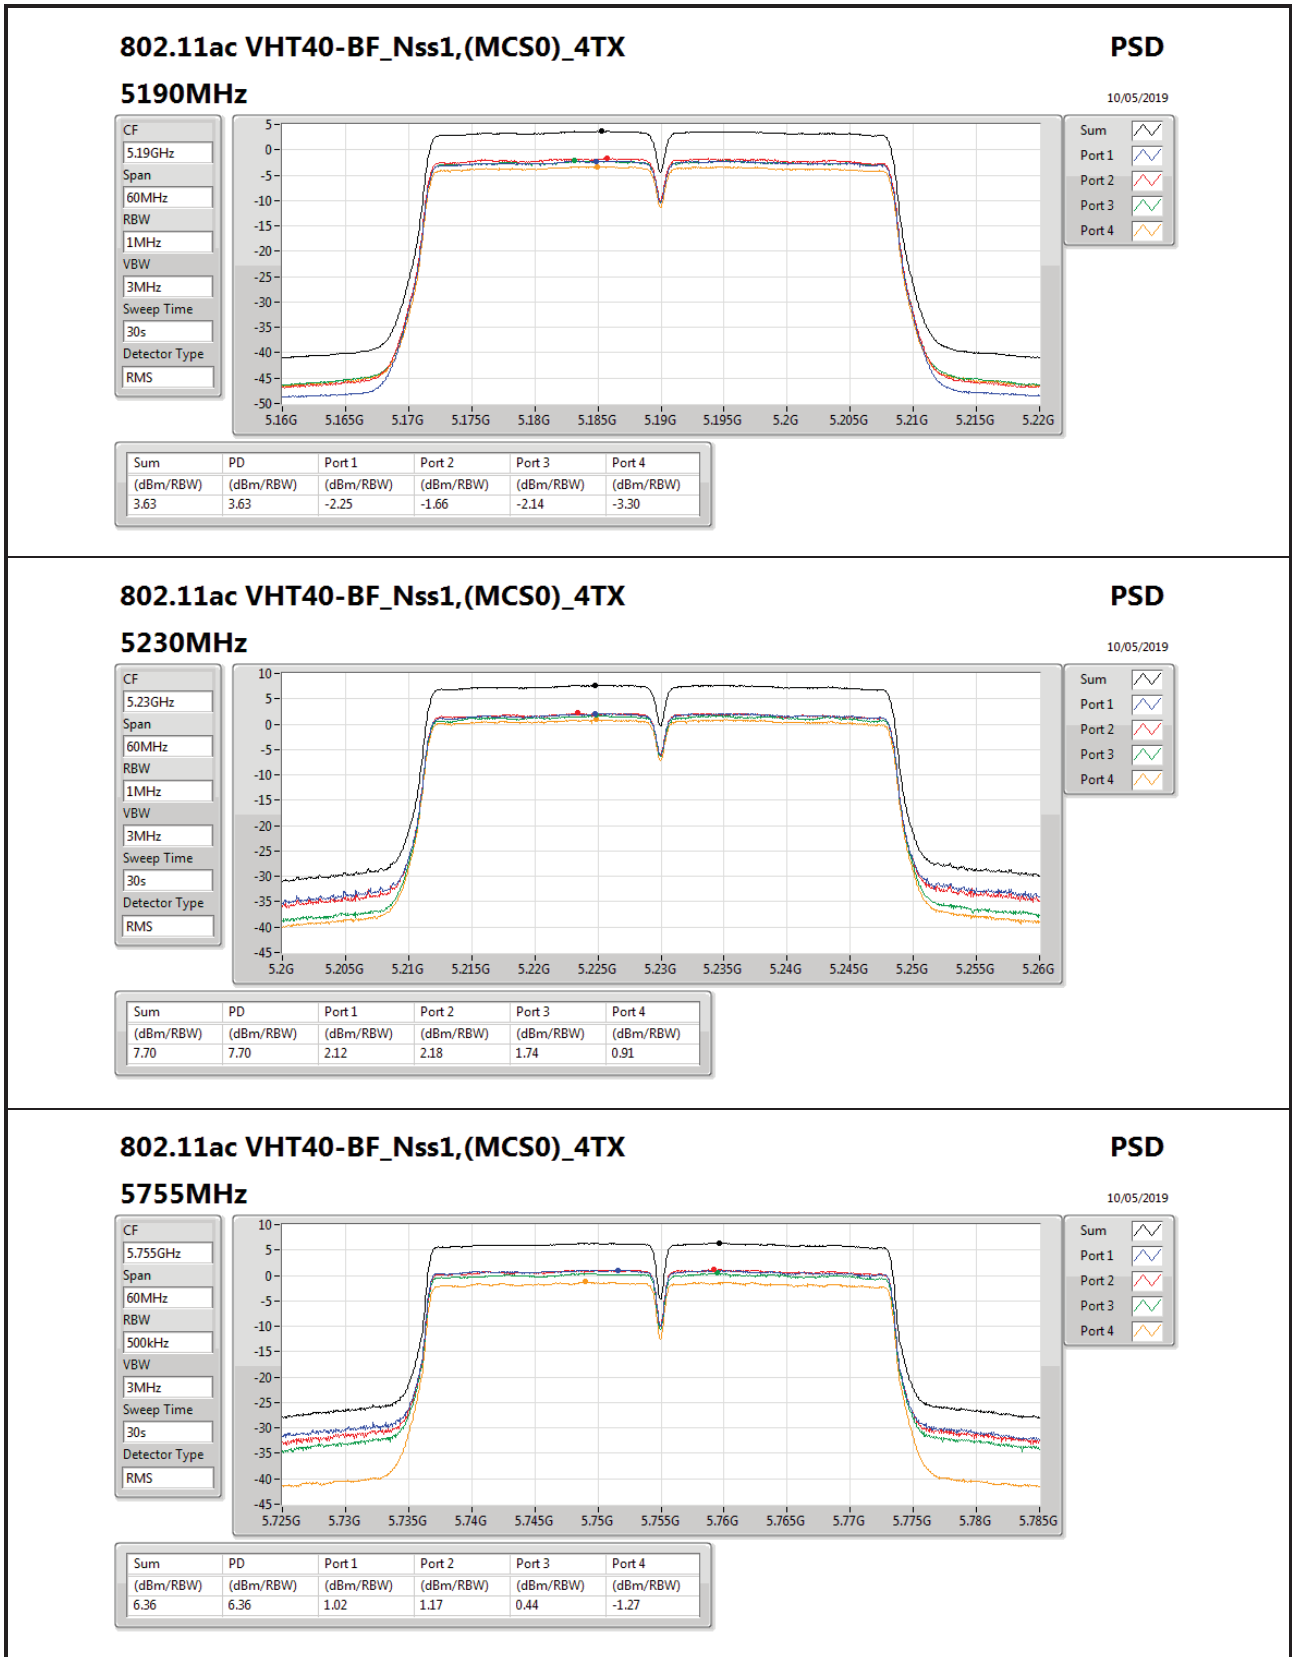 802.11ac VHT40-BF_Nss1,(MCS0)_4TX PSD
5190MHz 10/05/2019
CF
5.19GHz
Span
60MHz
RBW
1MHz
VBW
3MHz
Sweep Time
30s
Detector Type
RMS
5
0
-5
-10
-15
-20
-25
-30
-35
-40
-45
-50
5.16G 5.165G 5.17G 5.175G 5.18G 5.185G 5.19G 5.195G 5.2G 5.205G 5.21G 5.215G 5.22G
Sum
Port 1
Port 2
Port 3
Port 4
Sum PD Port 1 Port 2 Port 3 Port 4
(dBm/RBW) (dBm/RBW) (dBm/RBW) (dBm/RBW) (dBm/RBW) (dBm/RBW)
3.63 3.63 -2.25 -1.66 -2.14 -3.30
802.11ac VHT40-BF_Nss1,(MCS0)_4TX PSD
5230MHz 10/05/2019
CF
5.23GHz
Span
60MHz
RBW
1MHz
VBW
3MHz
Sweep Time
30s
Detector Type
RMS
10
5
0
-5
-10
-15
-20
-25
-30
-35
-40
-45
5.2G 5.205G 5.21G 5.215G 5.22G 5.225G 5.23G 5.235G 5.24G 5.245G 5.25G 5.255G 5.26G
Sum
Port 1
Port 2
Port 3
Port 4
Sum PD Port 1 Port 2 Port 3 Port 4
(dBm/RBW) (dBm/RBW) (dBm/RBW) (dBm/RBW) (dBm/RBW) (dBm/RBW)
7.70 7.70 2.12 2.18 1.74 0.91
802.11ac VHT40-BF_Nss1,(MCS0)_4TX PSD
5755MHz 10/05/2019
CF
5.755GHz
Span
60MHz
RBW
500kHz
VBW
3MHz
Sweep Time
30s
Detector Type
RMS
10
5
0
-5
-10
-15
-20
-25
-30
-35
-40
-45
5.725G 5.73G 5.735G 5.74G 5.745G 5.75G 5.755G 5.76G 5.765G 5.77G 5.775G 5.78G 5.785G
Sum
Port 1
Port 2
Port 3
Port 4
Sum PD Port 1 Port 2 Port 3 Port 4
(dBm/RBW) (dBm/RBW) (dBm/RBW) (dBm/RBW) (dBm/RBW) (dBm/RBW)
6.36 6.36 1.02 1.17 0.44 -1.27